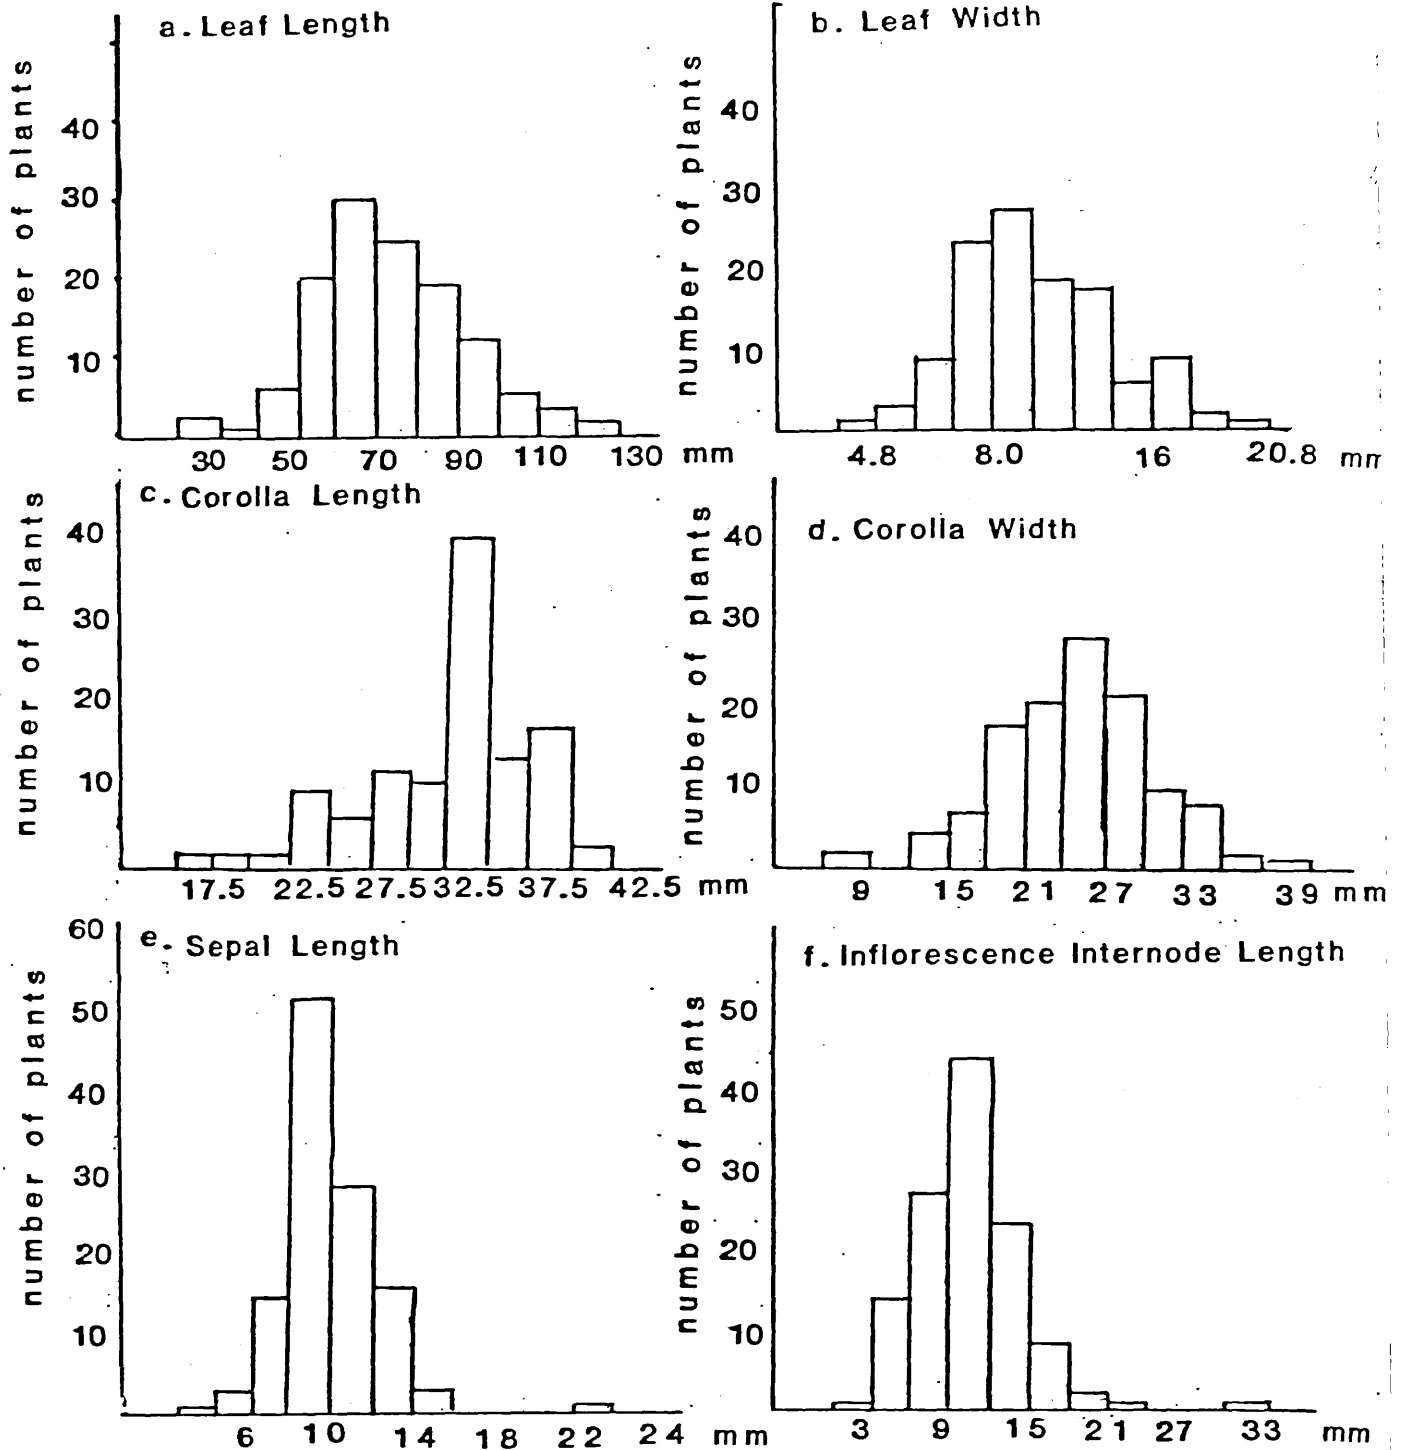 a. Leaf Length
number of plants
40
30
20
10
30 50 70 90 110 130 mm
b. Leaf Width
number of plants
40
30
20
10
4.8 8.0 16 20.8 mm
c. Corolla Length
number of plants
40
30
20
10
17.5 22.5 27.5 32.5 37.5 42.5 mm
d. Corolla Width
number of plants
40
30
20
10
9 15 21 27 33 39 mm
e. Sepal Length
number of plants
60
50
40
30
20
10
6 10 14 18 22 24 mm
f. Inflorescence Internode Length
number of plants
50
40
30
20
10
3 9 15 21 27 33 mm